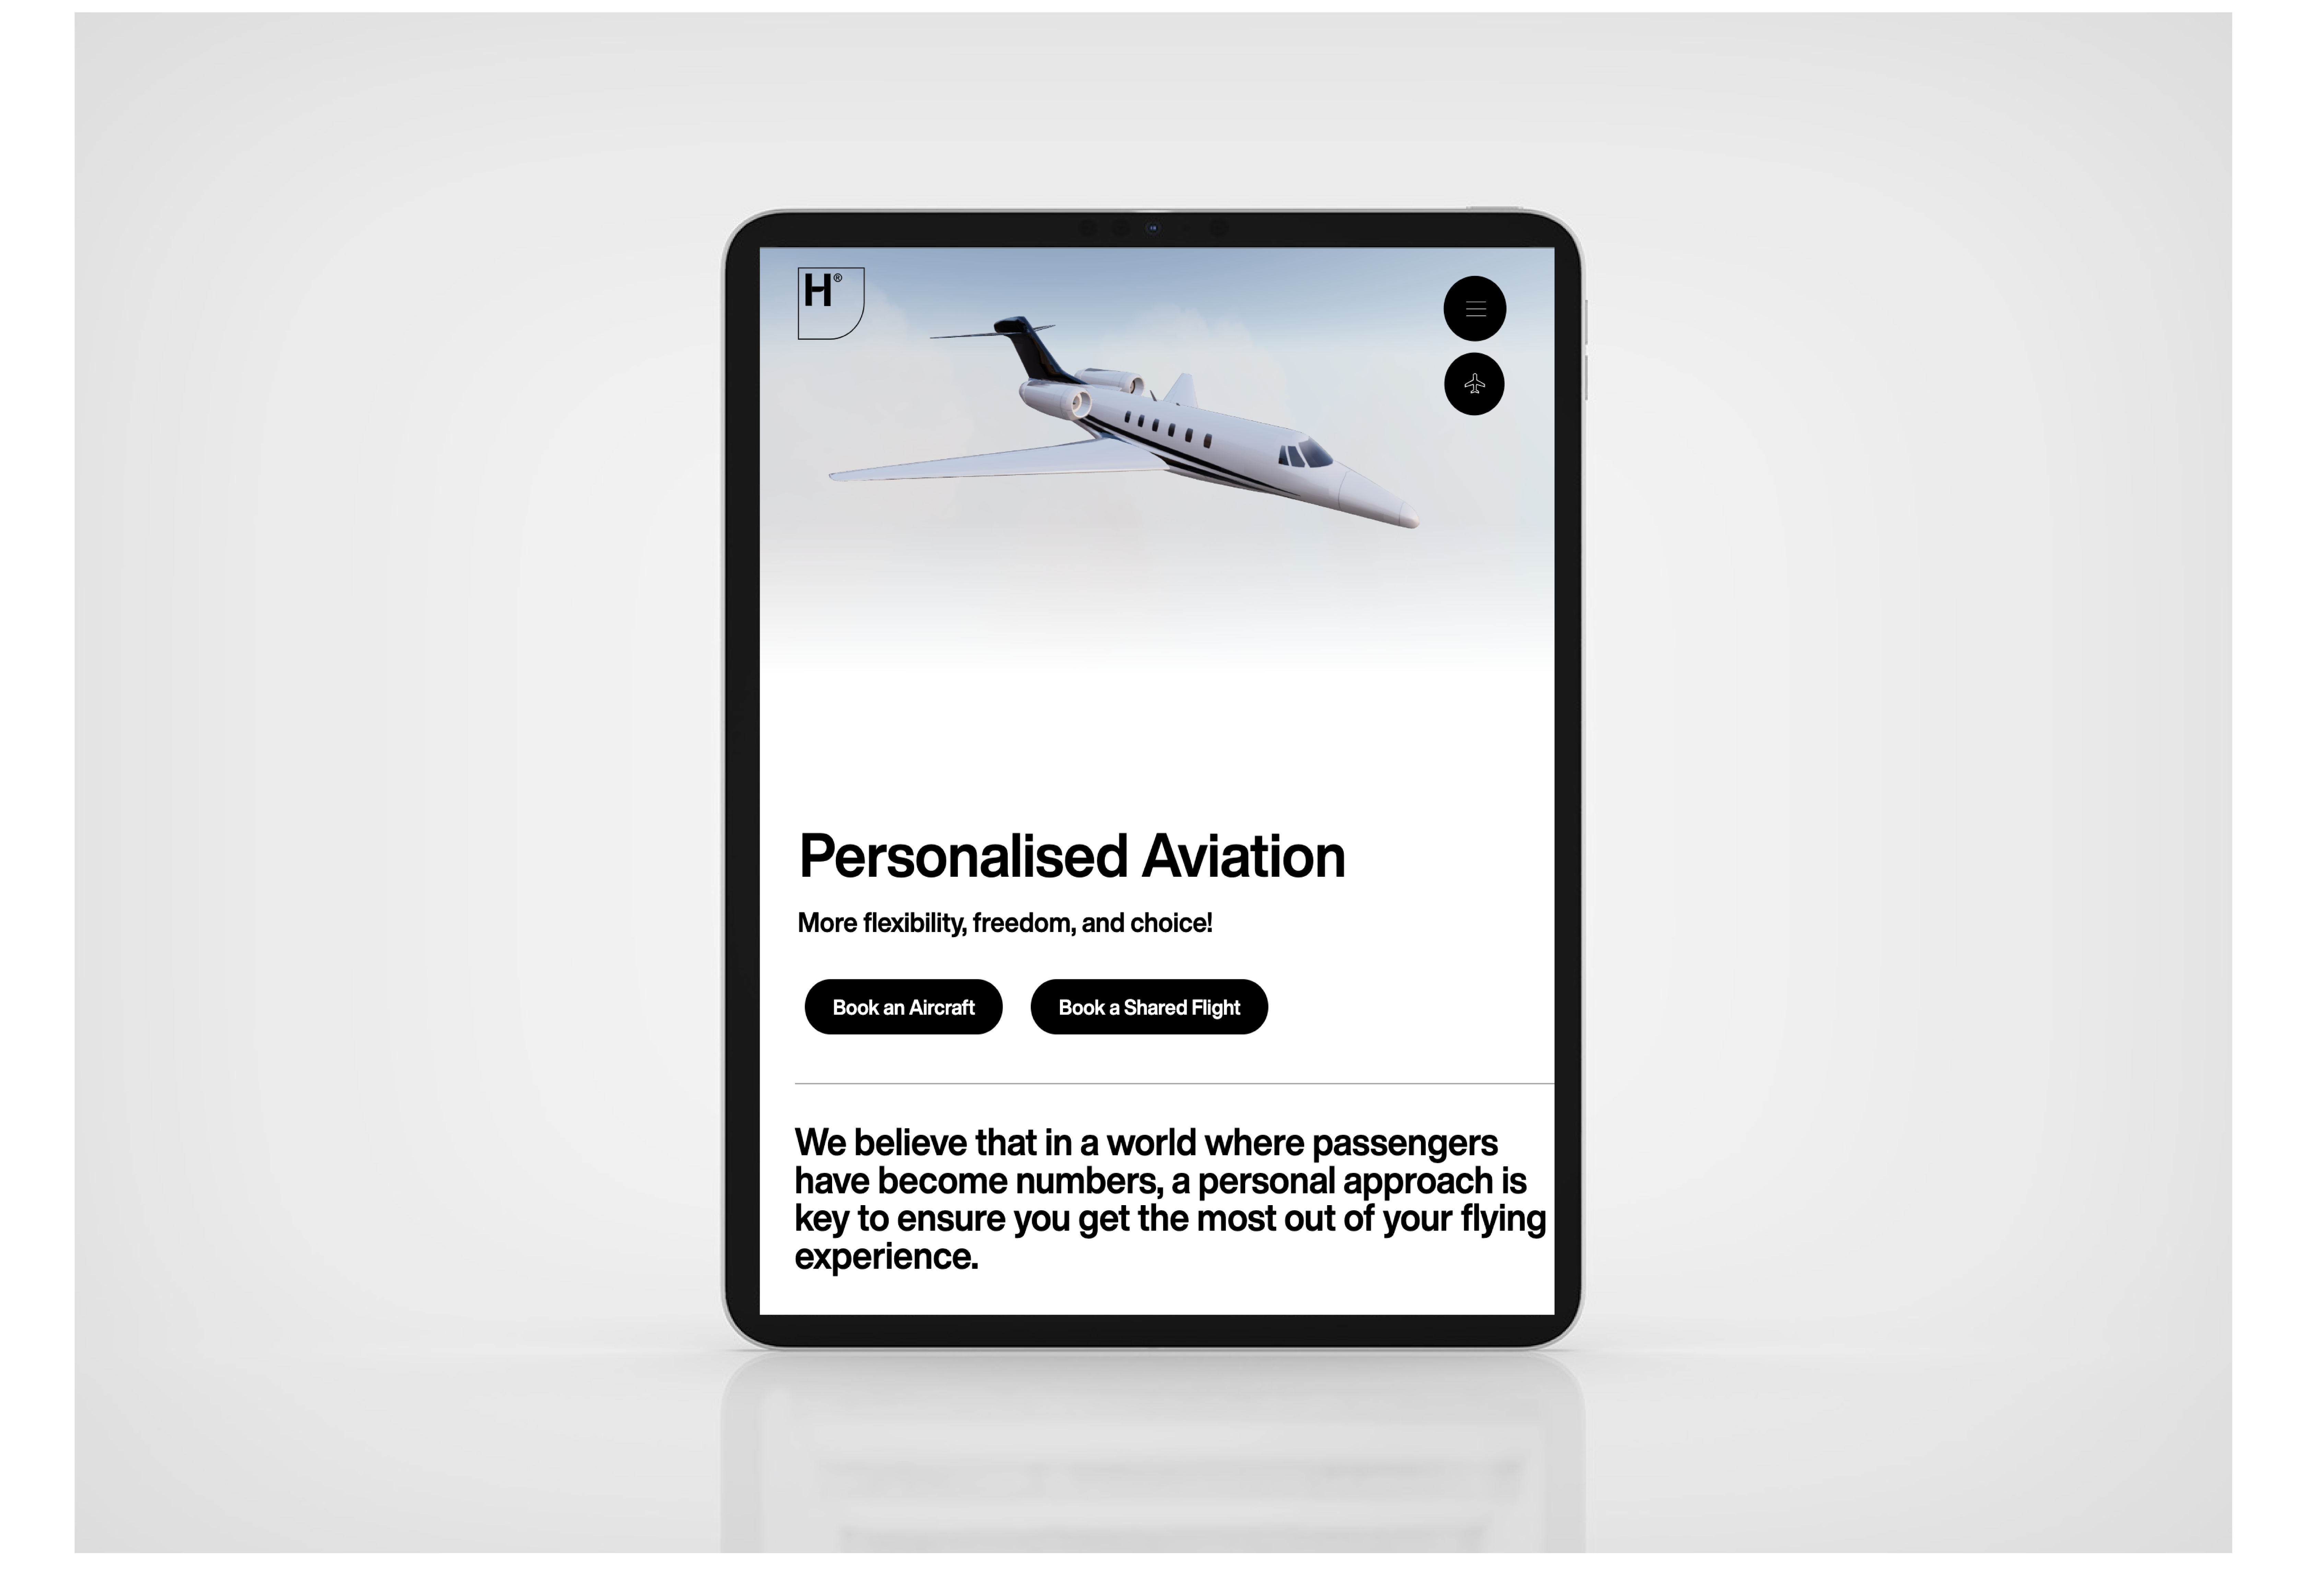 H®
Personalised Aviation
More flexibility, freedom, and choice!
Book an Aircraft
Book a Shared Flight
We believe that in a world where passengers
have become numbers, a personal approach is
key to ensure you get the most out of your flying
experience.